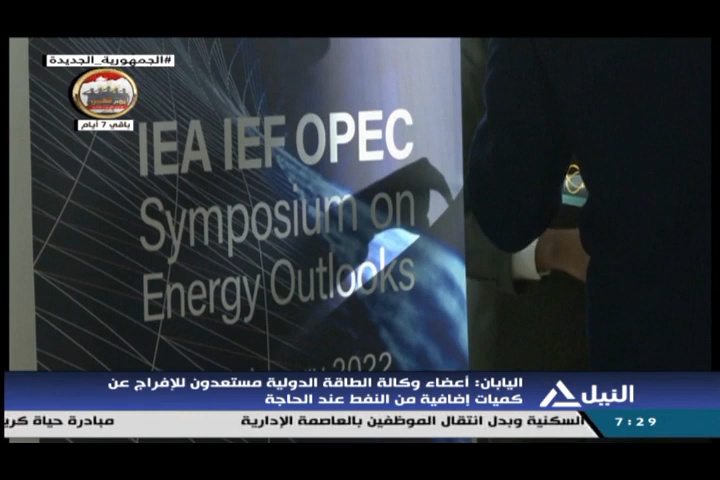 #الجمهورية_الجديدة
باقي 7 أيام
IEA IEF OPEC
Symposium on
Energy Outlooks
2022
اليابان: أعضاء وكالة الطاقة الدولية مستعدون للإفراج عن
كميات إضافية من النفط عند الحاجة
النيل
7:29
السكنية وبدل انتقال الموظفين بالعاصمة الإدارية
مبادرة حياة كري